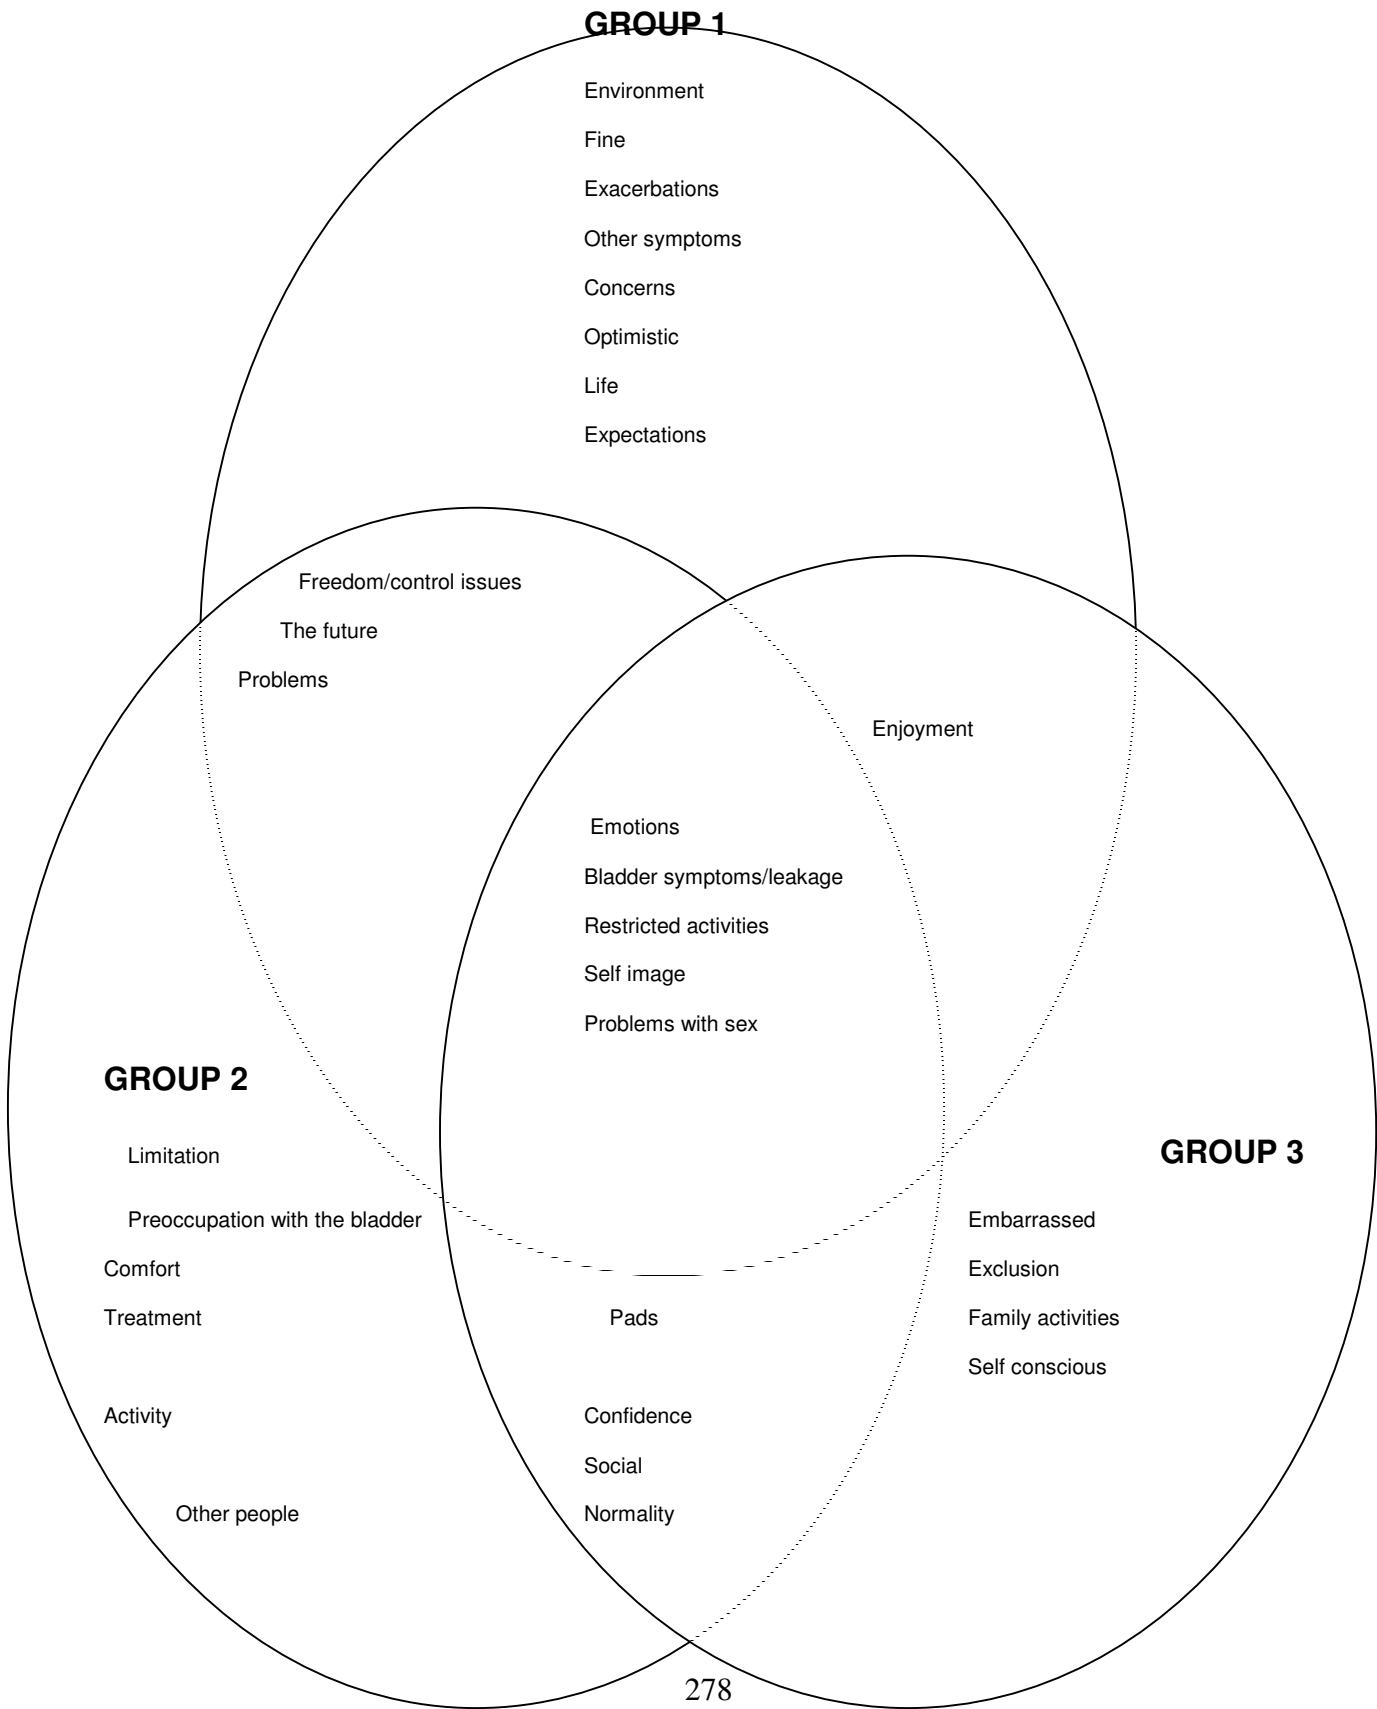 GROUP 1
Environment
Fine
Exacerbations
Other symptoms
Concerns
Optimistic
Life
Expectations
Freedom/control issues
The future
Problems
Enjoyment
Emotions
Bladder symptoms/leakage
Restricted activities
Self image
Problems with sex
GROUP 2
Limitation
Preoccupation with the bladder
Comfort
Treatment
Activity
Other people
GROUP 3
Embarrassed
Exclusion
Family activities
Self conscious
Pads
Confidence
Social
Normality
278